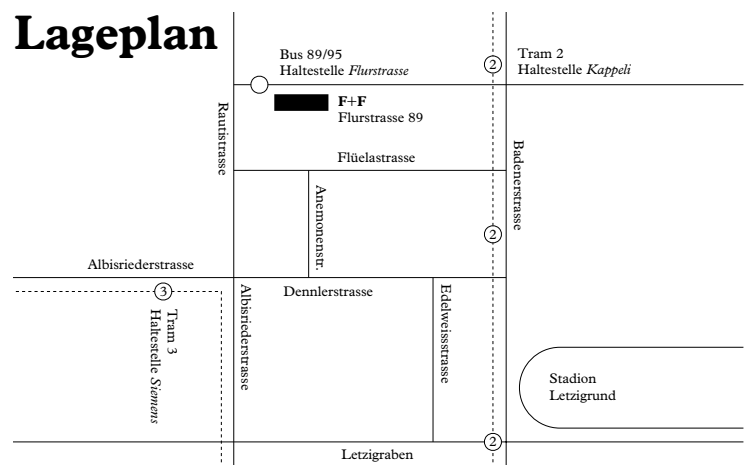 Lageplan
Bus 89/95
Haltestelle Flurstrasse
2
Tram 2
Haltestelle Kappeli
F+F
Flurstrasse 89
Rautistrasse
Flüelastrasse
Badenerstrasse
Anemonenstr.
2
Albisriederstrasse
3
Dennlerstrasse
Tram 3
Haltestelle Siemens
Albisriederstrasse
Edelweissstrasse
Stadion
Letzigrund
2
Letzigraben